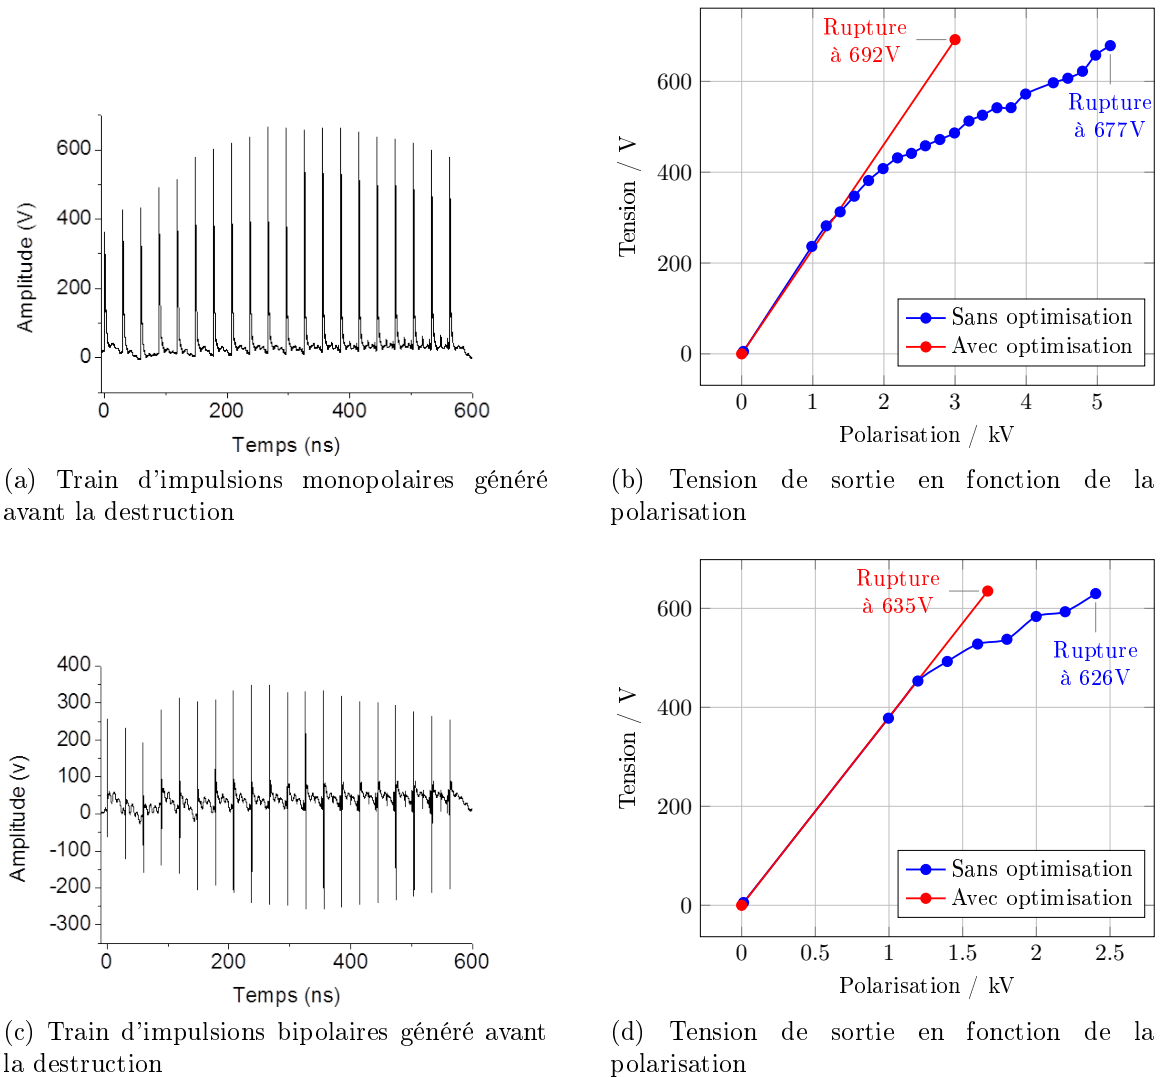 600
400
200
0
Amplitude (V)
0 200 400 600
Temps (ns)
(a) Train d'impulsions monopolaires généré
avant la destruction
Rupture
à 692V
Rupture
à 677V
600
400
200
0
Tension / V
Sans optimisation
Avec optimisation
0 1 2 3 4 5
Polarisation / kV
(b) Tension de sortie en fonction de la
polarisation
400
300
200
100
0
-100
-200
-300
Amplitude (v)
0 200 400 600
Temps (ns)
(c) Train d'impulsions bipolaires généré avant
la destruction
Rupture
à 635V
Rupture
à 626V
600
400
200
0
Tension / V
Sans optimisation
Avec optimisation
0 0.5 1 1.5 2 2.5
Polarisation / kV
(d) Tension de sortie en fonction de la
polarisation